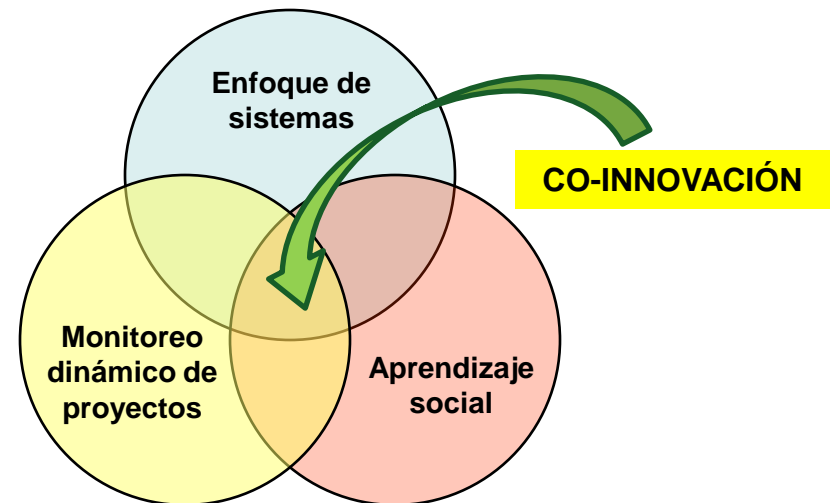 Enfoque de
sistemas
CO-INNOVACIÓN
Monitoreo
dinámico de
proyectos
Aprendizaje
social